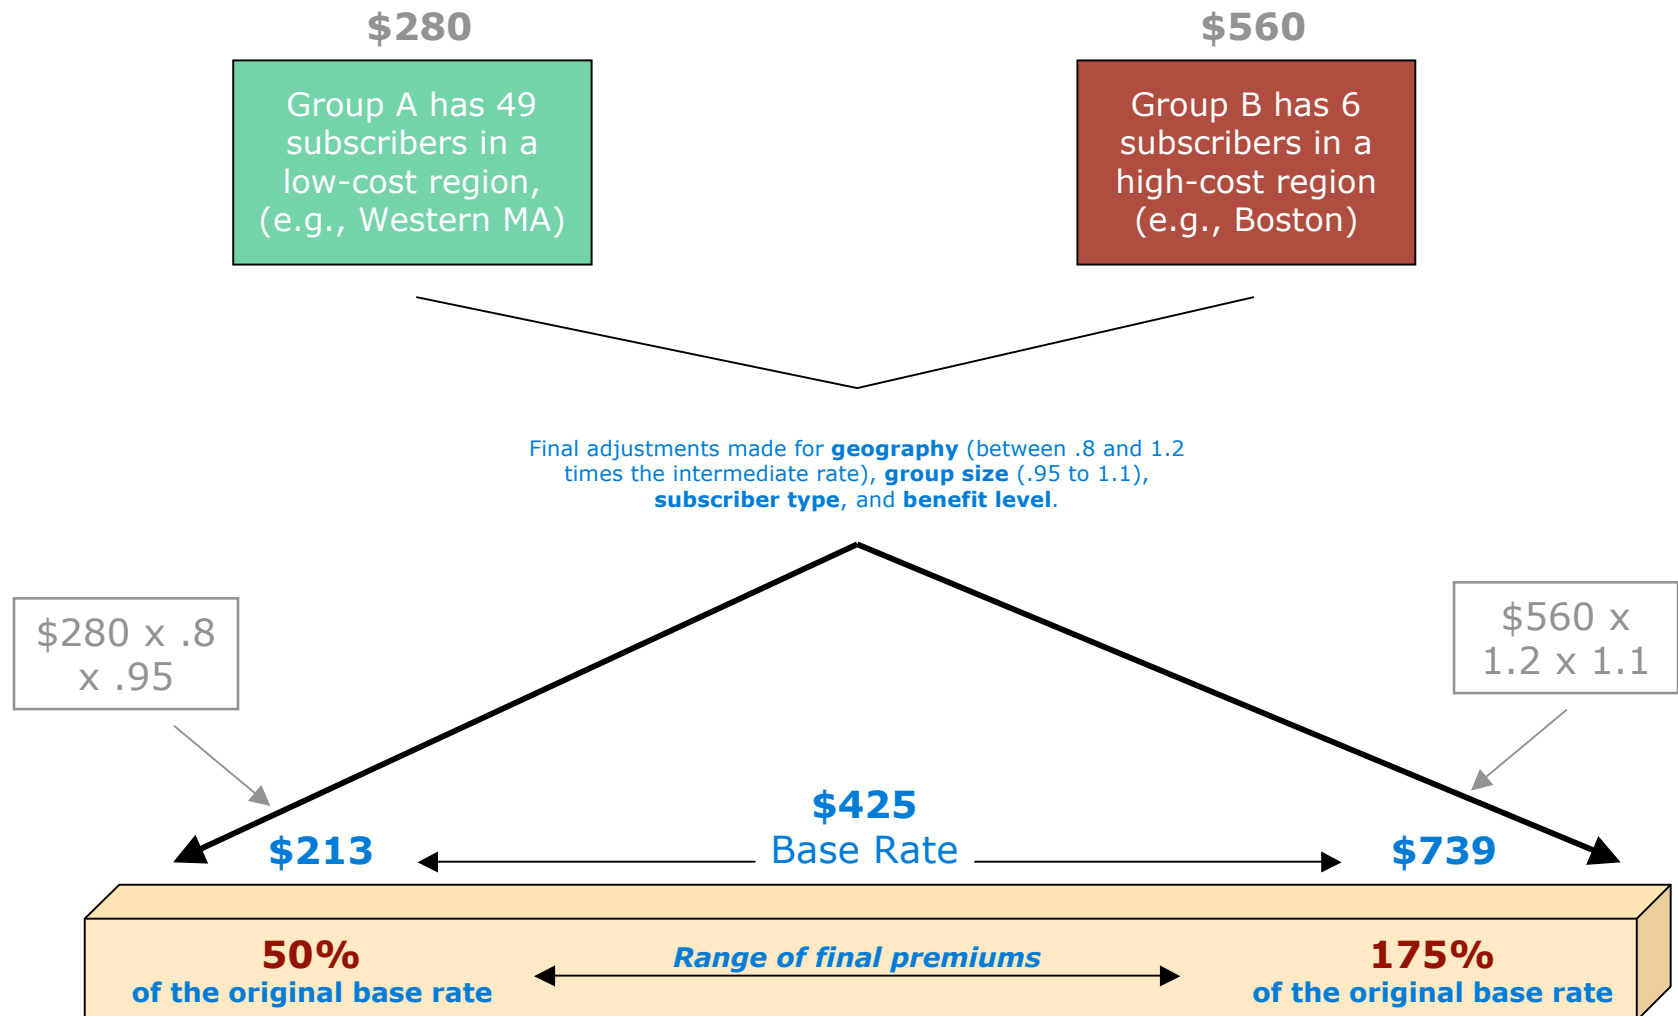 $280
$560
Group A has 49
subscribers in a
low-cost region,
(e.g., Western MA)
Group B has 6
subscribers in a
high-cost region
(e.g., Boston)
Final adjustments made for geography (between .8 and 1.2
times the intermediate rate), group size (.95 to 1.1),
subscriber type, and benefit level.
$280 x .8
x .95
$560 x
1.2 x 1.1
$213
$425
Base Rate
$739
50%
of the original base rate
Range of final premiums
175%
of the original base rate